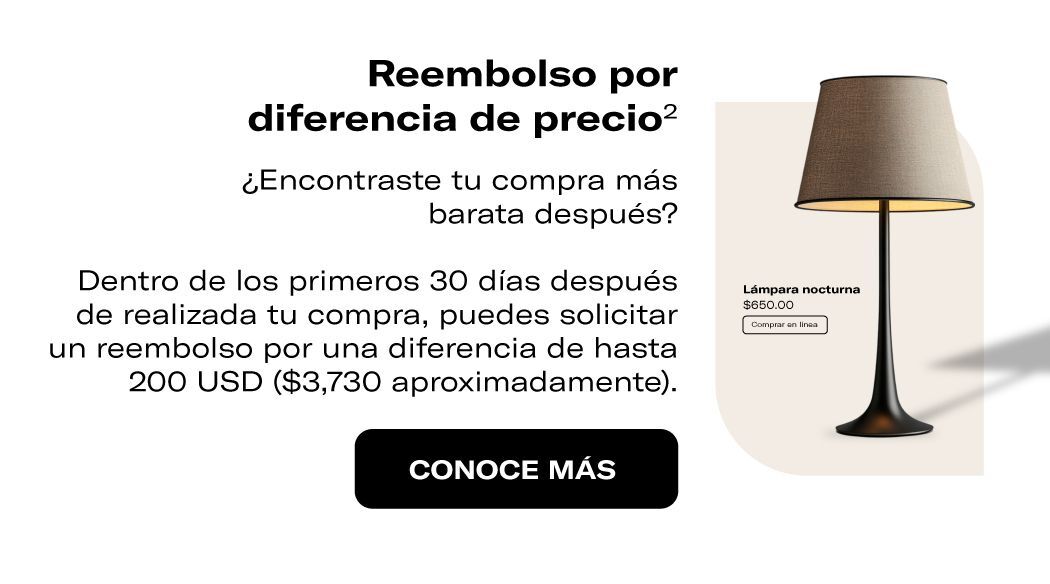 Reembolso por
diferencia de precio²
¿Encontraste tu compra más
barata después?
Dentro de los primeros 30 días después
de realizada tu compra, puedes solicitar
un reembolso por una diferencia de hasta
200 USD ($3,730 aproximadamente).
CONOCE MÁS
Lámpara nocturna
$650.00
Comprar en línea